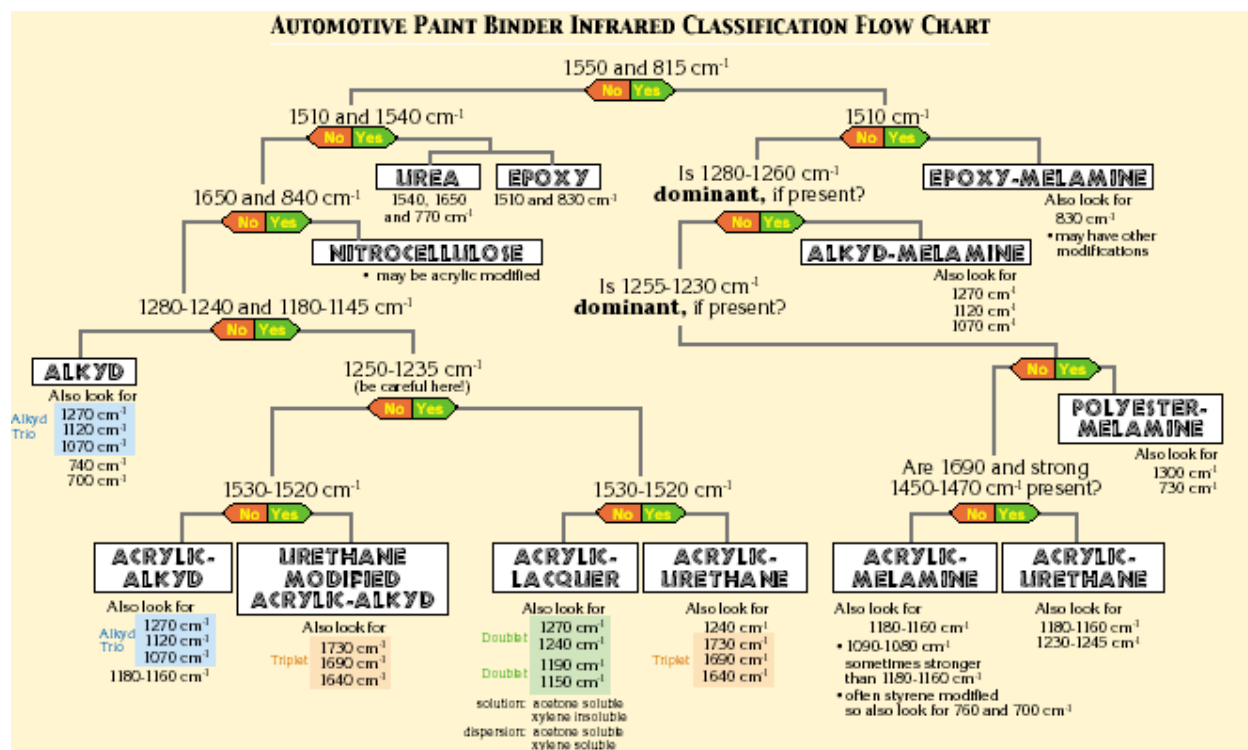 AUTOMOTIVE PAINT BINDER INFRARED CLASSIFICATION FLOW CHART
1550 and 815 cm⁻¹
No Yes
1510 and 1540 cm⁻¹
No Yes
1510 cm⁻¹
No Yes
UREA
1540, 1650
and 770 cm⁻¹
EPOXY
1510 and 830 cm⁻¹
Is 1280-1260 cm⁻¹
dominant, if present?
No Yes
EPOXY-MELAMINE
Also look for
830 cm⁻¹
• may have other
modifications
1650 and 840 cm⁻¹
No Yes
NITROCELLULOSE
• may be acrylic modified
ALKYD-MELAMINE
Also look for
1270 cm⁻¹
1120 cm⁻¹
1070 cm⁻¹
Is 1255-1230 cm⁻¹
dominant, if present?
No Yes
1280-1240 and 1180-1145 cm⁻¹
No Yes
ALKYD
Also look for
Alkyd
Trio
1270 cm⁻¹
1120 cm⁻¹
1070 cm⁻¹
740 cm⁻¹
700 cm⁻¹
1250-1235 cm⁻¹
(be careful here!)
No Yes
POLYESTER-
MELAMINE
Also look for
1300 cm⁻¹
730 cm⁻¹
1530-1520 cm⁻¹
No Yes
1530-1520 cm⁻¹
No Yes
Are 1690 and strong
1450-1470 cm⁻¹ present?
No Yes
ACRYLIC-
ALKYD
Also look for
Alkyd
Trio
1270 cm⁻¹
1120 cm⁻¹
1070 cm⁻¹
1180-1160 cm⁻¹
URETHANE
MODIFIED
ACRYLIC-ALKYD
Also look for
Triplet
1730 cm⁻¹
1690 cm⁻¹
1640 cm⁻¹
ACRYLIC-
LACQUER
Also look for
Doublet
1270 cm⁻¹
1240 cm⁻¹
Doublet
1190 cm⁻¹
1150 cm⁻¹
solution: acetone soluble
xylene insoluble
dispersion: acetone soluble
xylene soluble
ACRYLIC-
URETHANE
Also look for
1240 cm⁻¹
Triplet
1730 cm⁻¹
1690 cm⁻¹
1640 cm⁻¹
ACRYLIC-
MELAMINE
Also look for
1180-1160 cm⁻¹
• 1090-1080 cm⁻¹
sometimes stronger
than 1180-1160 cm⁻¹
• often styrene modified
so also look for 760 and 700 cm⁻¹
ACRYLIC-
URETHANE
Also look for
1180-1160 cm⁻¹
1230-1245 cm⁻¹